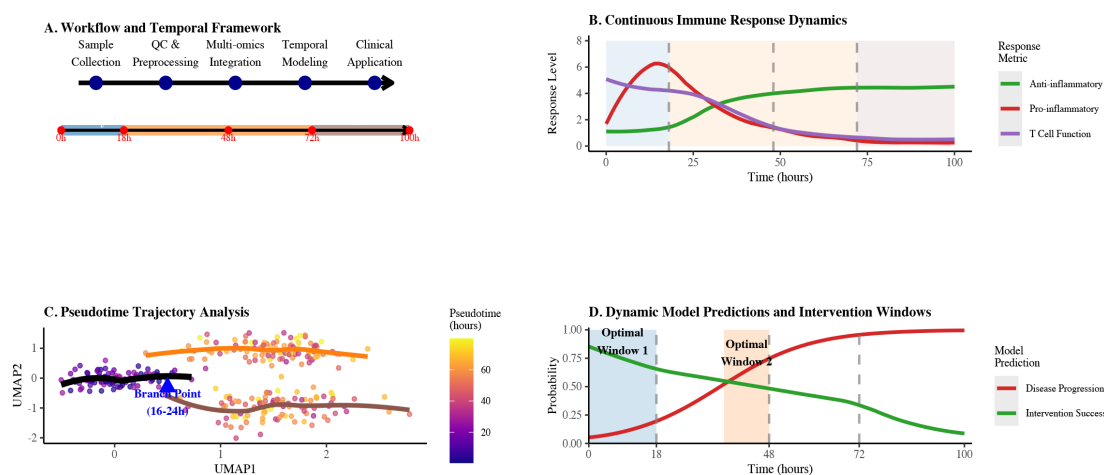 A. Workflow and Temporal Framework
Sample Collection
QC & Preprocessing
Multi-omics Integration
Temporal Modeling
Clinical Application
0h 18h 48h 72h 100h
B. Continuous Immune Response Dynamics
Response Level
8
6
4
2
0
0 25 50 75 100
Time (hours)
Response
Metric
Anti-inflammatory
Pro-inflammatory
T Cell Function
C. Pseudotime Trajectory Analysis
UMAP2
1
0
-1
-2
Branch Point
(16-24h)
0 1 2
UMAP1
Pseudotime
(hours)
60
40
20
D. Dynamic Model Predictions and Intervention Windows
Probability
1.00
0.75
0.50
0.25
0.00
Optimal
Window 1
Optimal
Window 2
0 18 48 72 100
Time (hours)
Model
Prediction
Disease Progression
Intervention Success